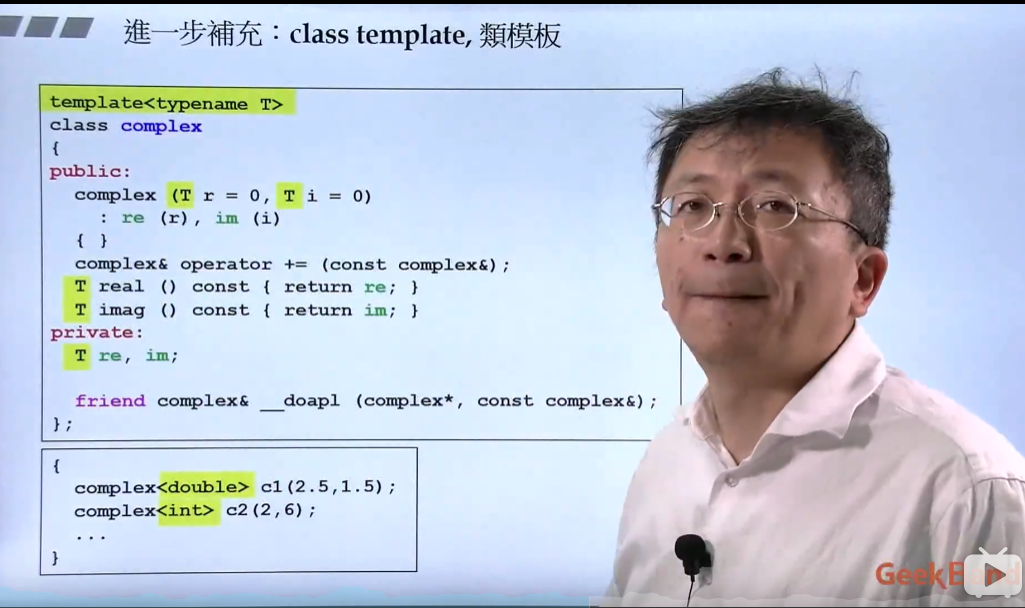 進一步補充：class template, 類模板
template<typename T>
class complex
{
public:
  complex (T r = 0, T i = 0)
    : re (r), im (i)
  { }
  complex& operator += (const complex&);
  T real () const { return re; }
  T imag () const { return im; }
private:
  T re, im;
  friend complex& __doapl (complex*, const complex&);
};
{
  complex<double> c1(2.5,1.5);
  complex<int> c2(2,6);
  ...
}